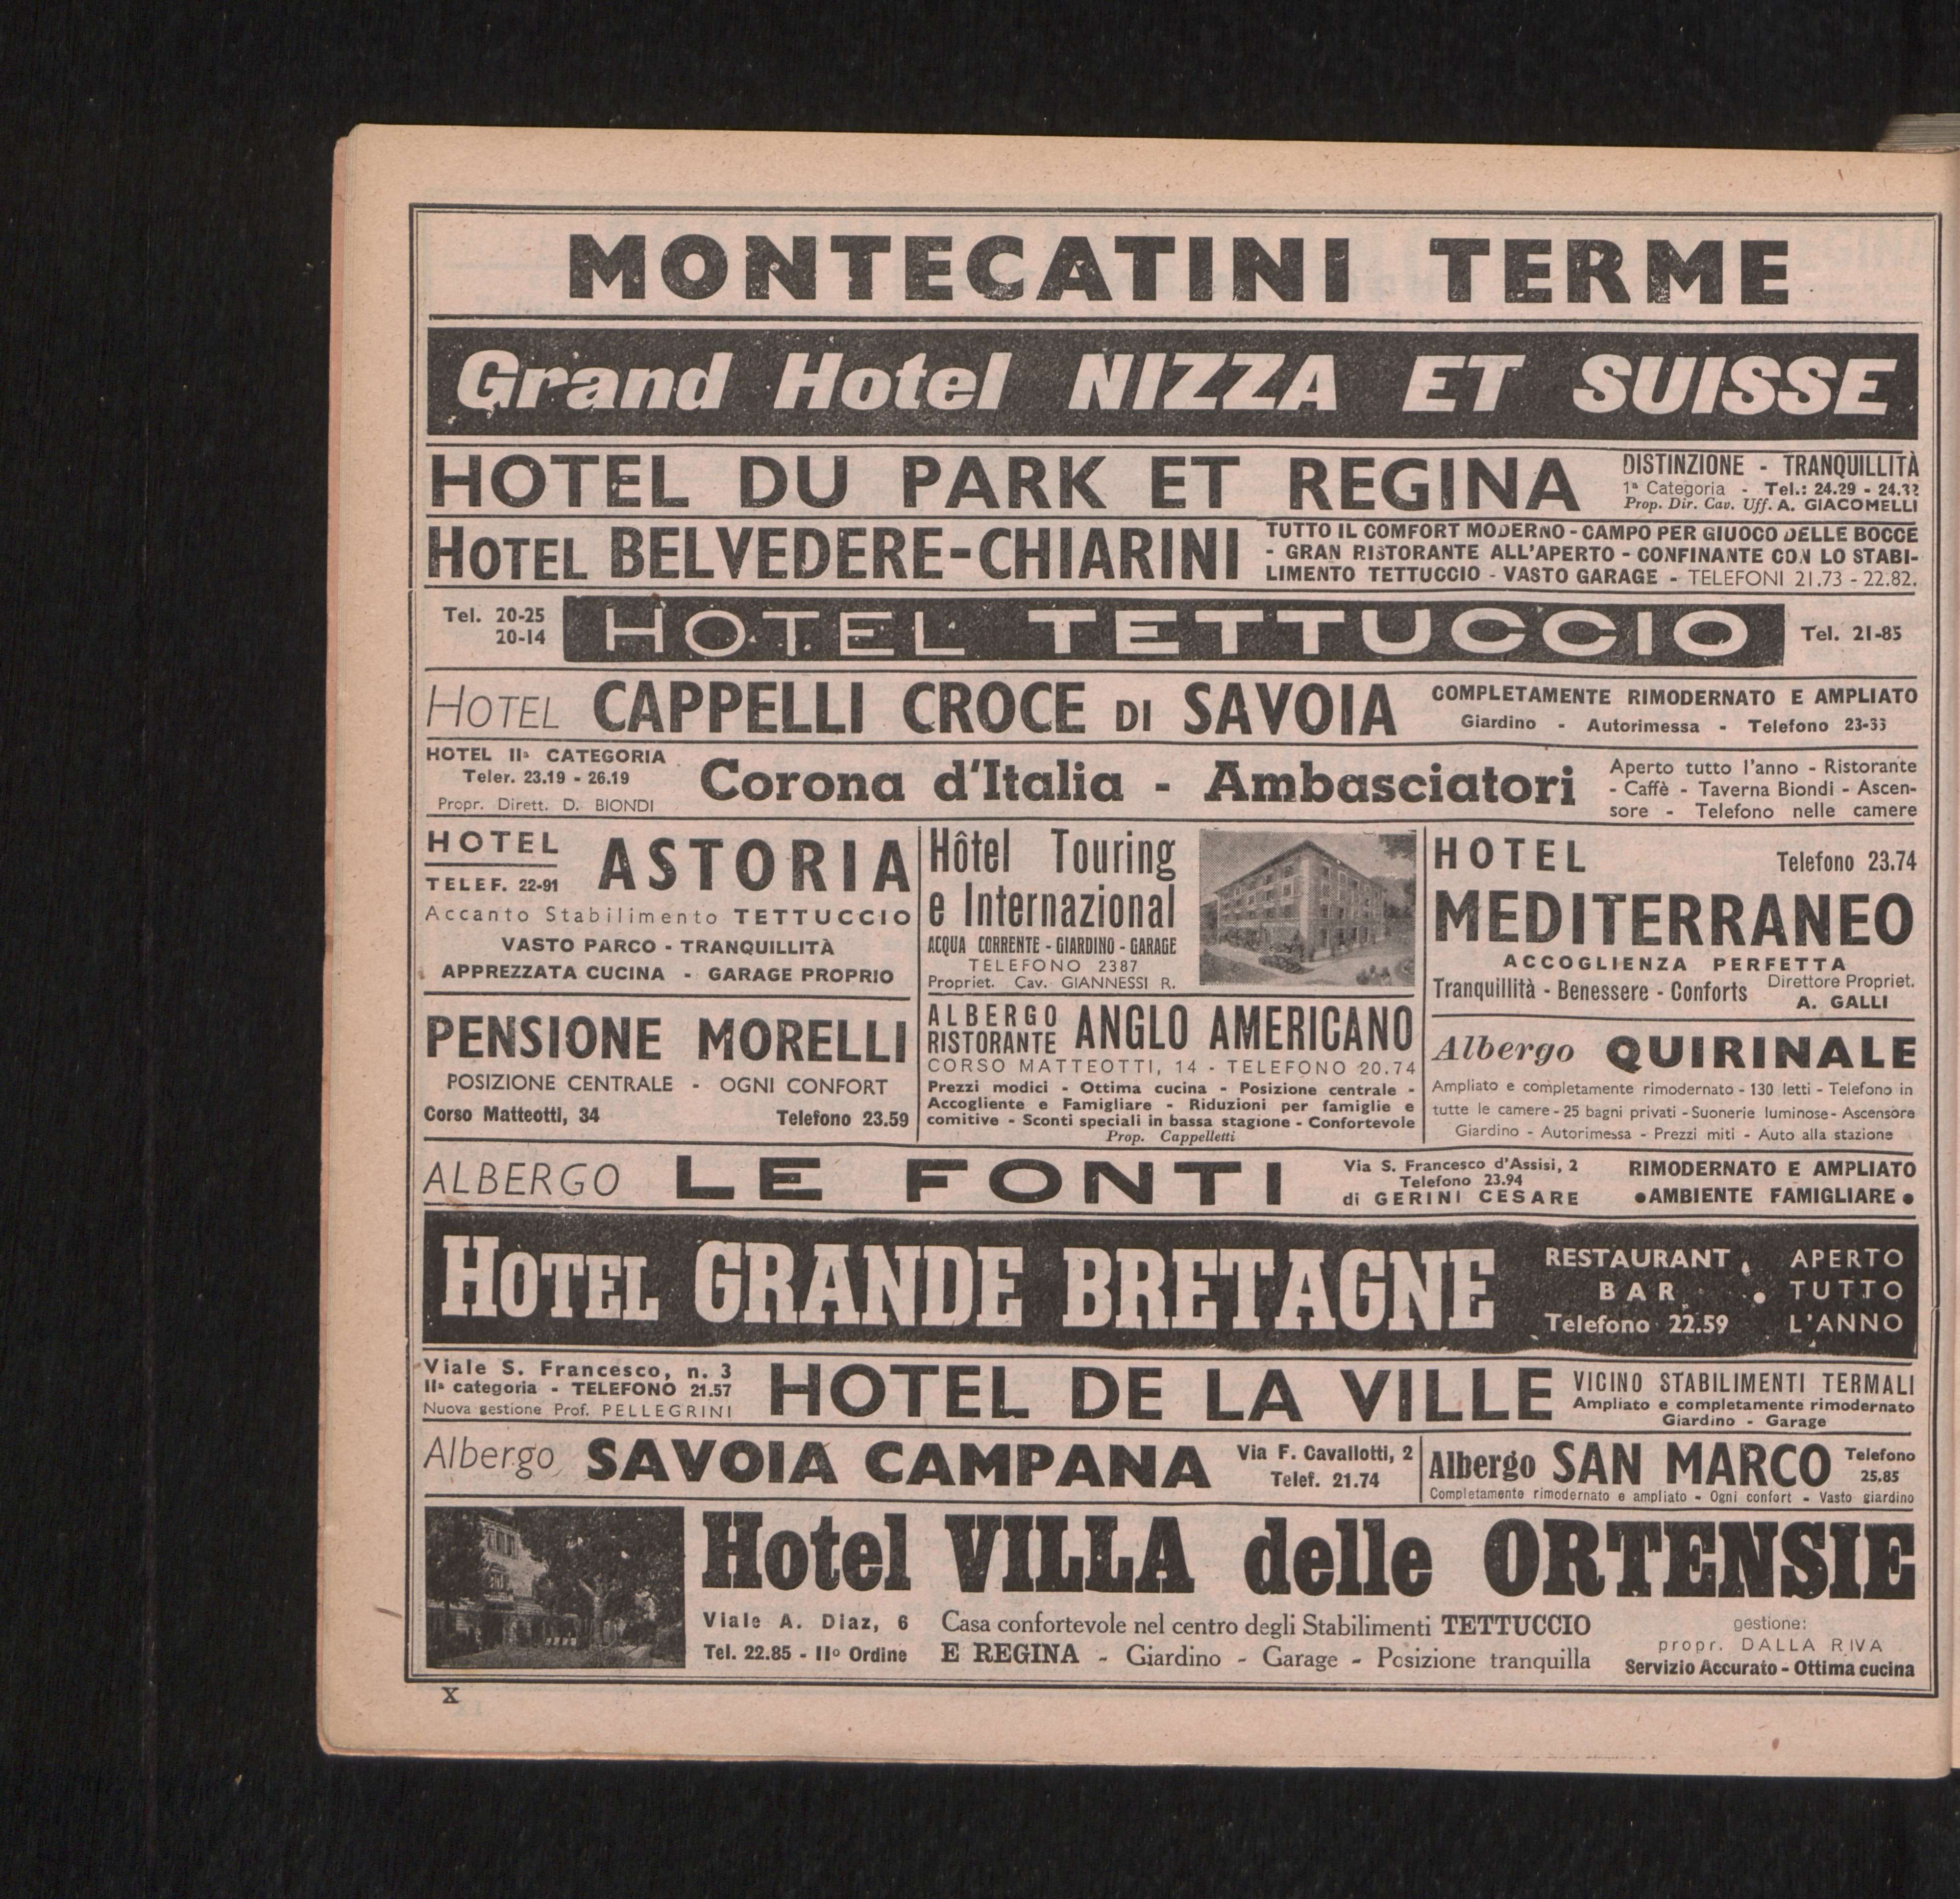 MONTECATINI TERME
Grand Hotel NIZZA ET SUISSE
HOTEL DU PARK ET REGINA
DISTINZIONE - TRANQUILLITÀ
1ª Categoria - Tel.: 24.29 - 24.32
Prop. Dir. Cav. Uff. A. GIACOMELLI
HOTEL BELVEDERE-CHIARINI
TUTTO IL COMFORT MODERNO - CAMPO PER GIUOCO DELLE BOCCE
- GRAN RISTORANTE ALL'APERTO - CONFINANTE CON LO STABI-
LIMENTO TETTUCCIO - VASTO GARAGE - TELEFONI 21.73 - 22.82.
Tel. 20-25
20-14
HOTEL TETTUCCIO
Tel. 21-85
HOTEL CAPPELLI CROCE DI SAVOIA
COMPLETAMENTE RIMODERNATO E AMPLIATO
Giardino - Autorimessa - Telefono 23-33
HOTEL IIª CATEGORIA
Teler. 23.19 - 26.19
Propr. Dirett. D. BIONDI
Corona d'Italia - Ambasciatori
Aperto tutto l'anno - Ristorante
- Caffè - Taverna Biondi - Ascen-
sore - Telefono nelle camere
HOTEL
TELEF. 22-91
ASTORIA
Accanto Stabilimento TETTUCCIO
VASTO PARCO - TRANQUILLITÀ
APPREZZATA CUCINA - GARAGE PROPRIO
PENSIONE MORELLI
POSIZIONE CENTRALE - OGNI CONFORT
Corso Matteotti, 34 Telefono 23.59
Hôtel Touring
e Internazional
ACQUA CORRENTE - GIARDINO - GARAGE
TELEFONO 2387
Propriet. Cav. GIANNESSI R.
ALBERGO
RISTORANTE
ANGLO AMERICANO
CORSO MATTEOTTI, 14 - TELEFONO 20.74
Prezzi modici - Ottima cucina - Posizione centrale -
Accogliente e Famigliare - Riduzioni per famiglie e
comitive - Sconti speciali in bassa stagione - Confortevole
Prop. Cappelletti
HOTEL Telefono 23.74
MEDITERRANEO
ACCOGLIENZA PERFETTA
Tranquillità - Benessere - Conforts
Direttore Propriet.
A. GALLI
Albergo QUIRINALE
Ampliato e completamente rimodernato - 130 letti - Telefono in
tutte le camere - 25 bagni privati - Suonerie luminose - Ascensore
Giardino - Autorimessa - Prezzi miti - Auto alla stazione
ALBERGO LE FONTI
Via S. Francesco d'Assisi, 2
Telefono 23.94
di GERINI CESARE
RIMODERNATO E AMPLIATO
• AMBIENTE FAMIGLIARE •
HOTEL GRANDE BRETAGNE
RESTAURANT
BAR
Telefono 22.59
APERTO
TUTTO
L'ANNO
Viale S. Francesco, n. 3
IIª categoria - TELEFONO 21.57
Nuova gestione Prof. PELLEGRINI
HOTEL DE LA VILLE
VICINO STABILIMENTI TERMALI
Ampliato e completamente rimodernato
Giardino - Garage
Albergo SAVOIA CAMPANA
Via F. Cavallotti, 2
Telef. 21.74
Albergo SAN MARCO
Telefono
25.85
Completamente rimodernato e ampliato - Ogni confort - Vasto giardino
Hotel VILLA delle ORTENSIE
Viale A. Diaz, 6
Tel. 22.85 - IIº Ordine
Casa confortevole nel centro degli Stabilimenti TETTUCCIO
E REGINA - Giardino - Garage - Posizione tranquilla
gestione:
propr. DALLA RIVA
Servizio Accurato - Ottima cucina
X